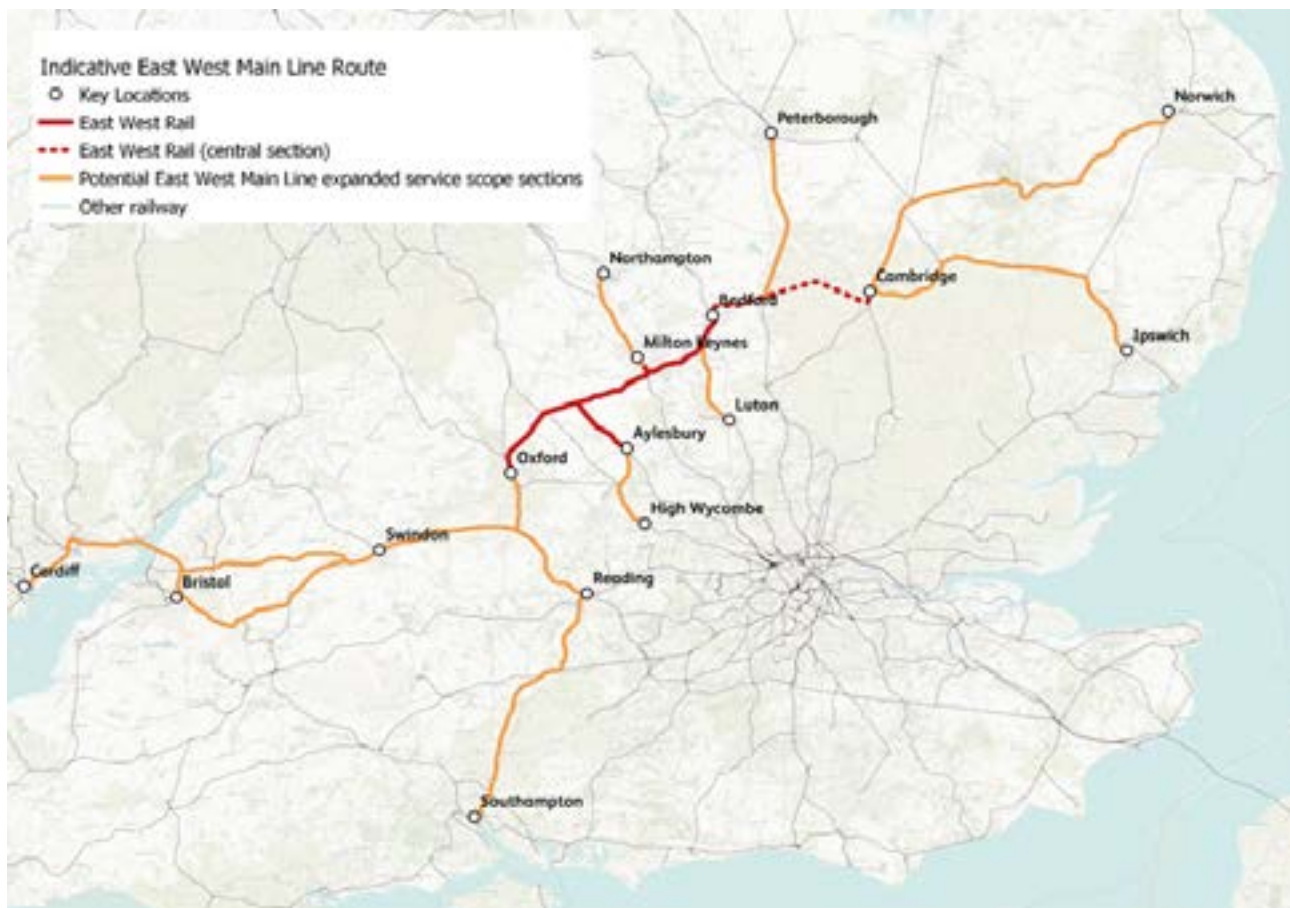 Indicative East West Main Line Route
Key Locations
East West Rail
East West Rail (central section)
Potential East West Main Line expanded service scope sections
Other railway
Norwich
Peterborough
Northampton
Cambridge
Bedford
Milton Keynes
Ipswich
Luton
Aylesbury
Oxford
High Wycombe
Swindon
Cardiff
Bristol
Reading
Southampton